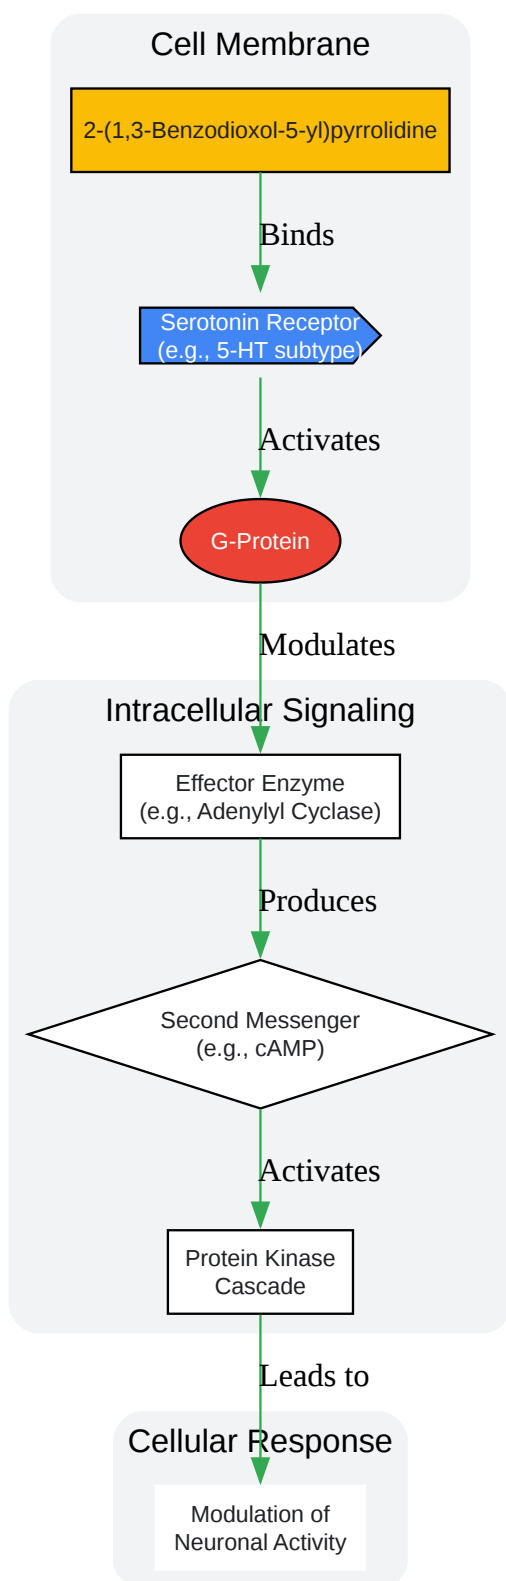 Cell Membrane
2-(1,3-Benzodioxol-5-yl)pyrrolidine
Binds
Serotonin Receptor
(e.g., 5-HT subtype)
Activates
G-Protein
Modulates
Intracellular Signaling
Effector Enzyme
(e.g., Adenylyl Cyclase)
Produces
Second Messenger
(e.g., cAMP)
Activates
Protein Kinase
Cascade
Leads to
Cellular Response
Modulation of
Neuronal Activity